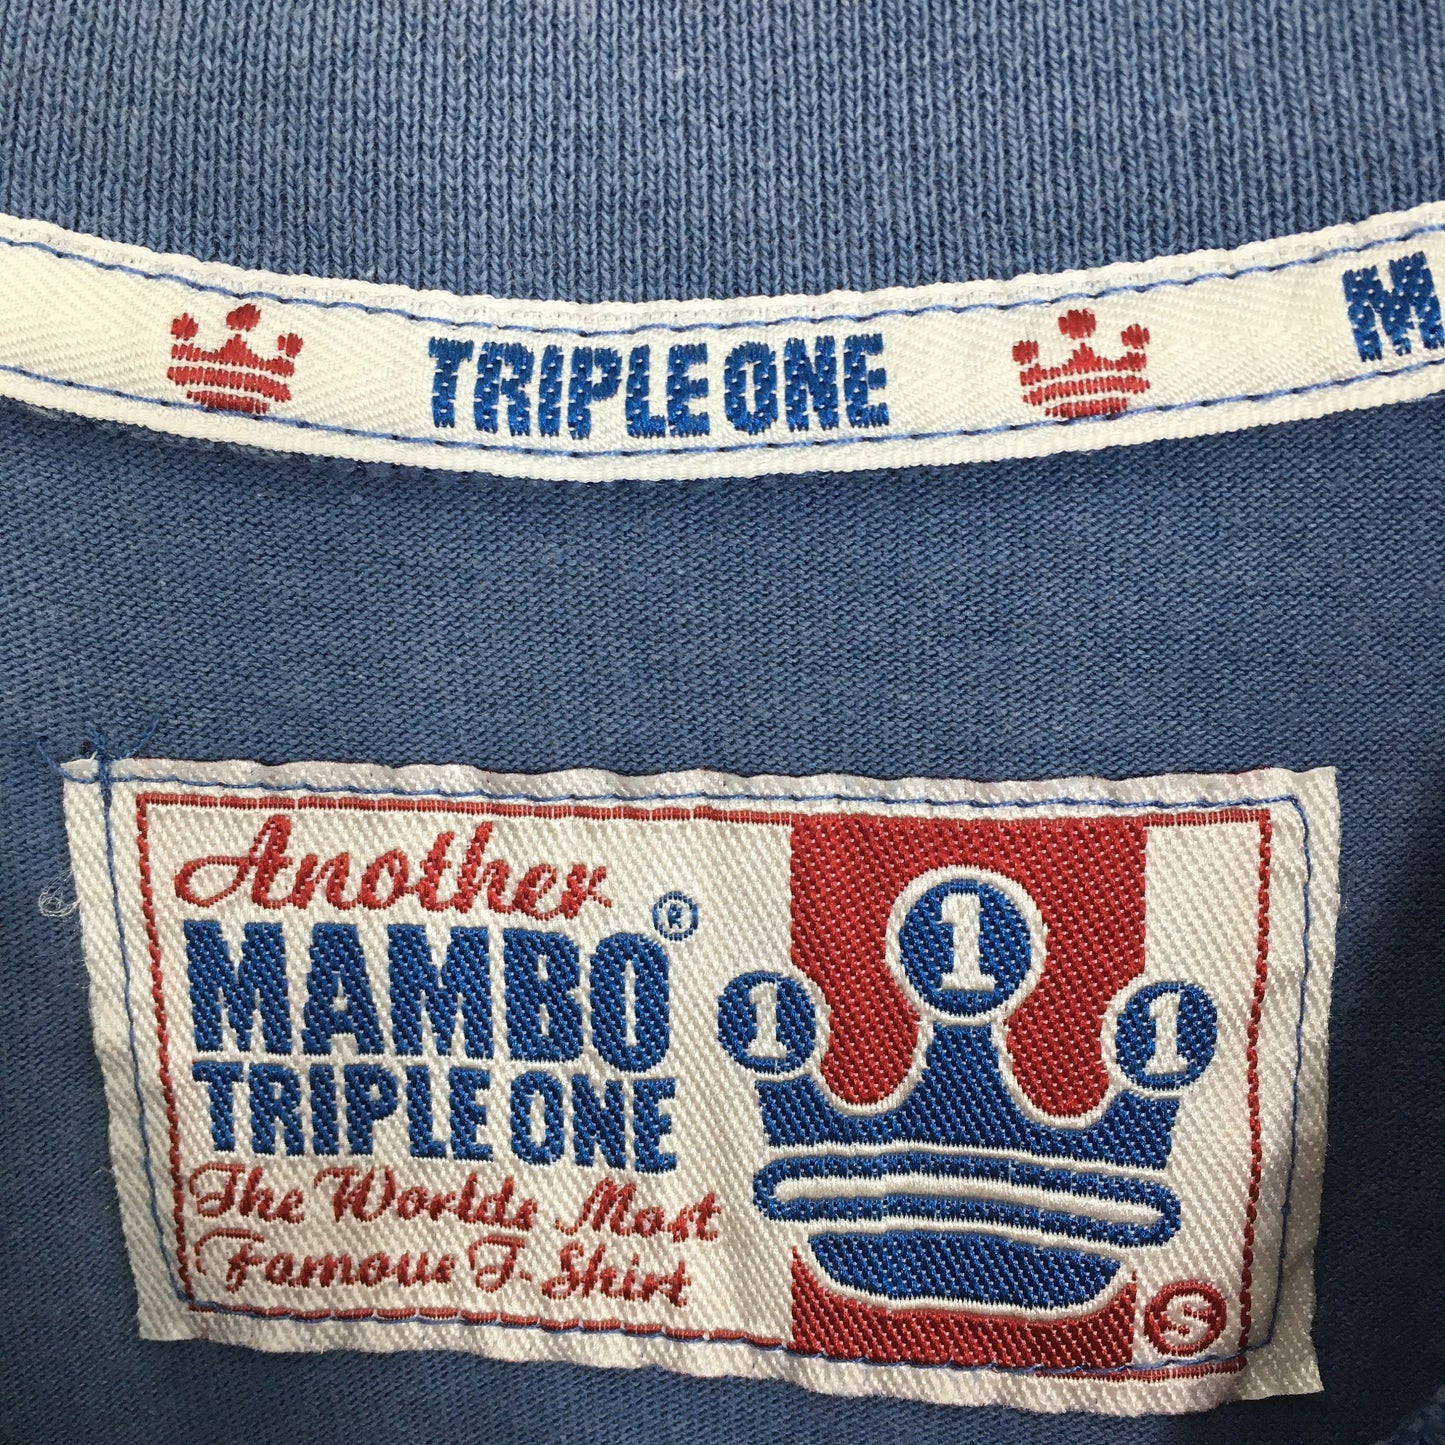 TRIPLE ONE M
Another
MAMBO®
TRIPLE ONE
The Worlds Most
Famous T-Shirt
1 1 1
S